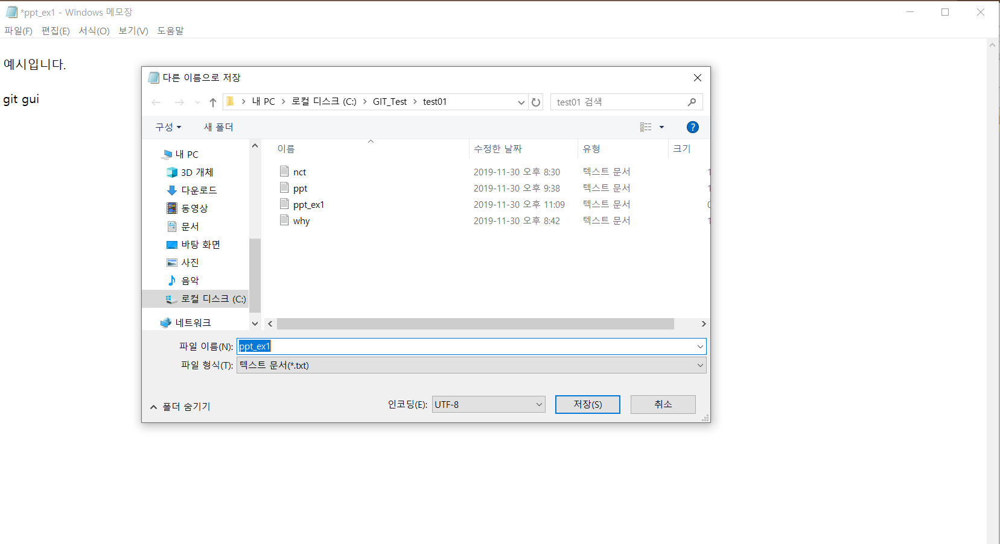 *ppt_ex1 - Windows 메모장
파일(F) 편집(E) 서식(O) 보기(V) 도움말
예시입니다.
git gui
다른 이름으로 저장
내 PC 로컬 디스크 (C:) GIT_Test test01
test01 검색
구성 새 폴더
?
내 PC
3D 개체
다운로드
동영상
문서
바탕 화면
사진
음악
로컬 디스크 (C:)
네트워크
이름 수정한 날짜 유형 크기
nct 2019-11-30 오후 8:30 텍스트 문서 1
ppt 2019-11-30 오후 9:38 텍스트 문서 1
ppt_ex1 2019-11-30 오후 11:09 텍스트 문서
why 2019-11-30 오후 8:42 텍스트 문서 1
파일 이름(N): ppt_ex1
파일 형식(T): 텍스트 문서(*.txt)
폴더 숨기기
인코딩(E): UTF-8 저장(S) 취소